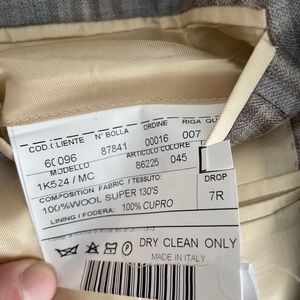 COD.CLIENTE N° BOLLA ORDINE RIGA
60096 87841 00016 007
MODELLO ARTICOLO COLORE
1K524 / MC 86225 045
COMPOSITION FABRIC / TESSUTO: DROP
100%WOOL SUPER 130'S 7R
LINING / FODERA: 100% CUPRO
DRY CLEAN ONLY
MADE IN ITALY